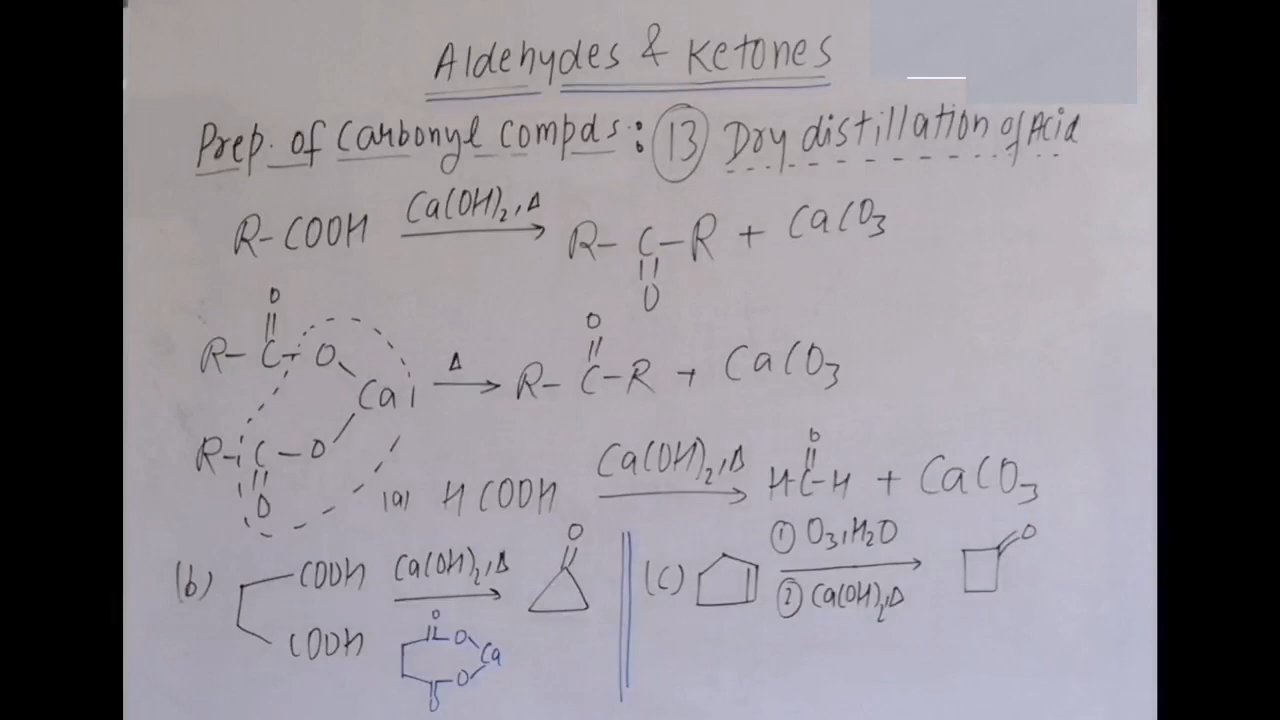 Aldehydes & Ketones
Prep. of Carbonyl Compds: (13) Dry distillation of Acid
R-COOH Ca(OH)2, Δ R-C-R + CaCO3
O
O
R-C-O
Ca Δ R-C-R + CaCO3
O
R-C-O
O
(a) HCOOH Ca(OH)2, Δ H-C-H + CaCO3
O
(b) COOH
COOH
Ca(OH)2, Δ O
O
O
Ca
O
O
(C) ① O3, H2O
② Ca(OH)2, Δ
O